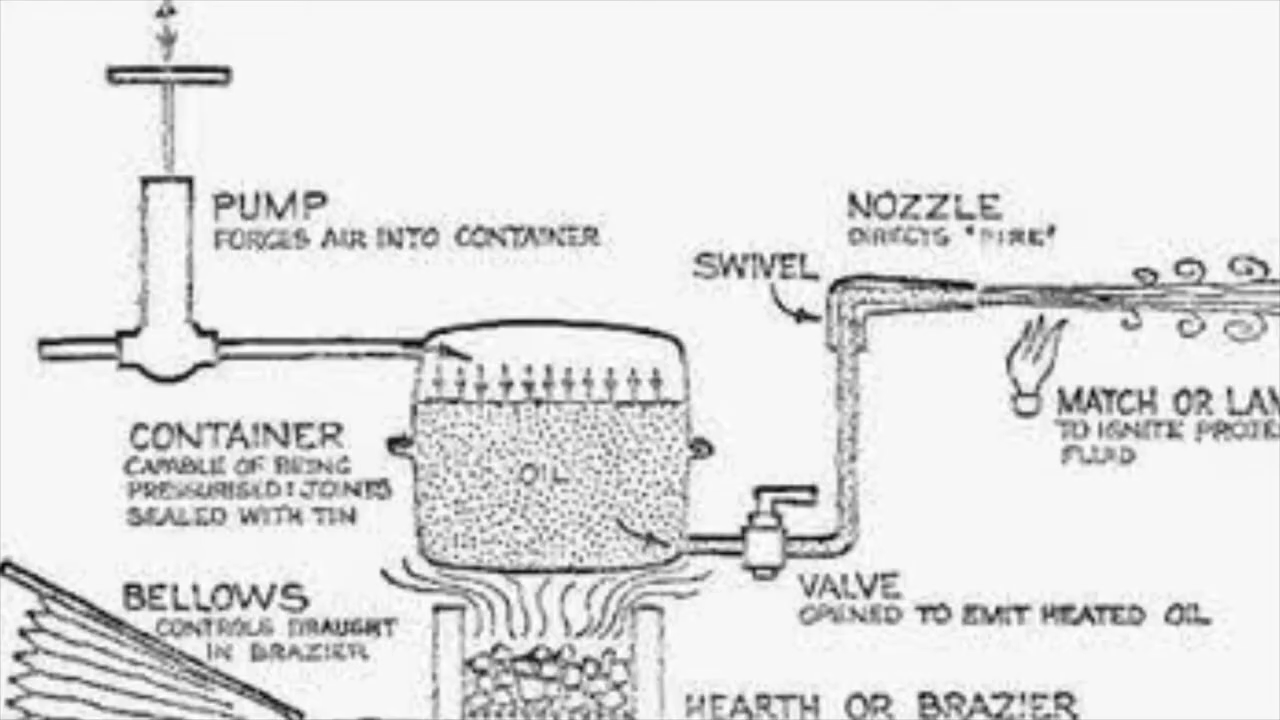 PUMP
FORCES AIR INTO CONTAINER
NOZZLE
DIRECTS "FIRE"
SWIVEL
MATCH OR
TO IGNITE
FLUID
CONTAINER
CAPABLE OF BEING
PRESSURISED: JOINTS
SEALED WITH TIN
OIL
VALVE
OPENED TO EMIT HEATED OIL
BELLOWS
CONTROLS DRAUGHT
IN BRAZIER
HEARTH OR BRAZIER